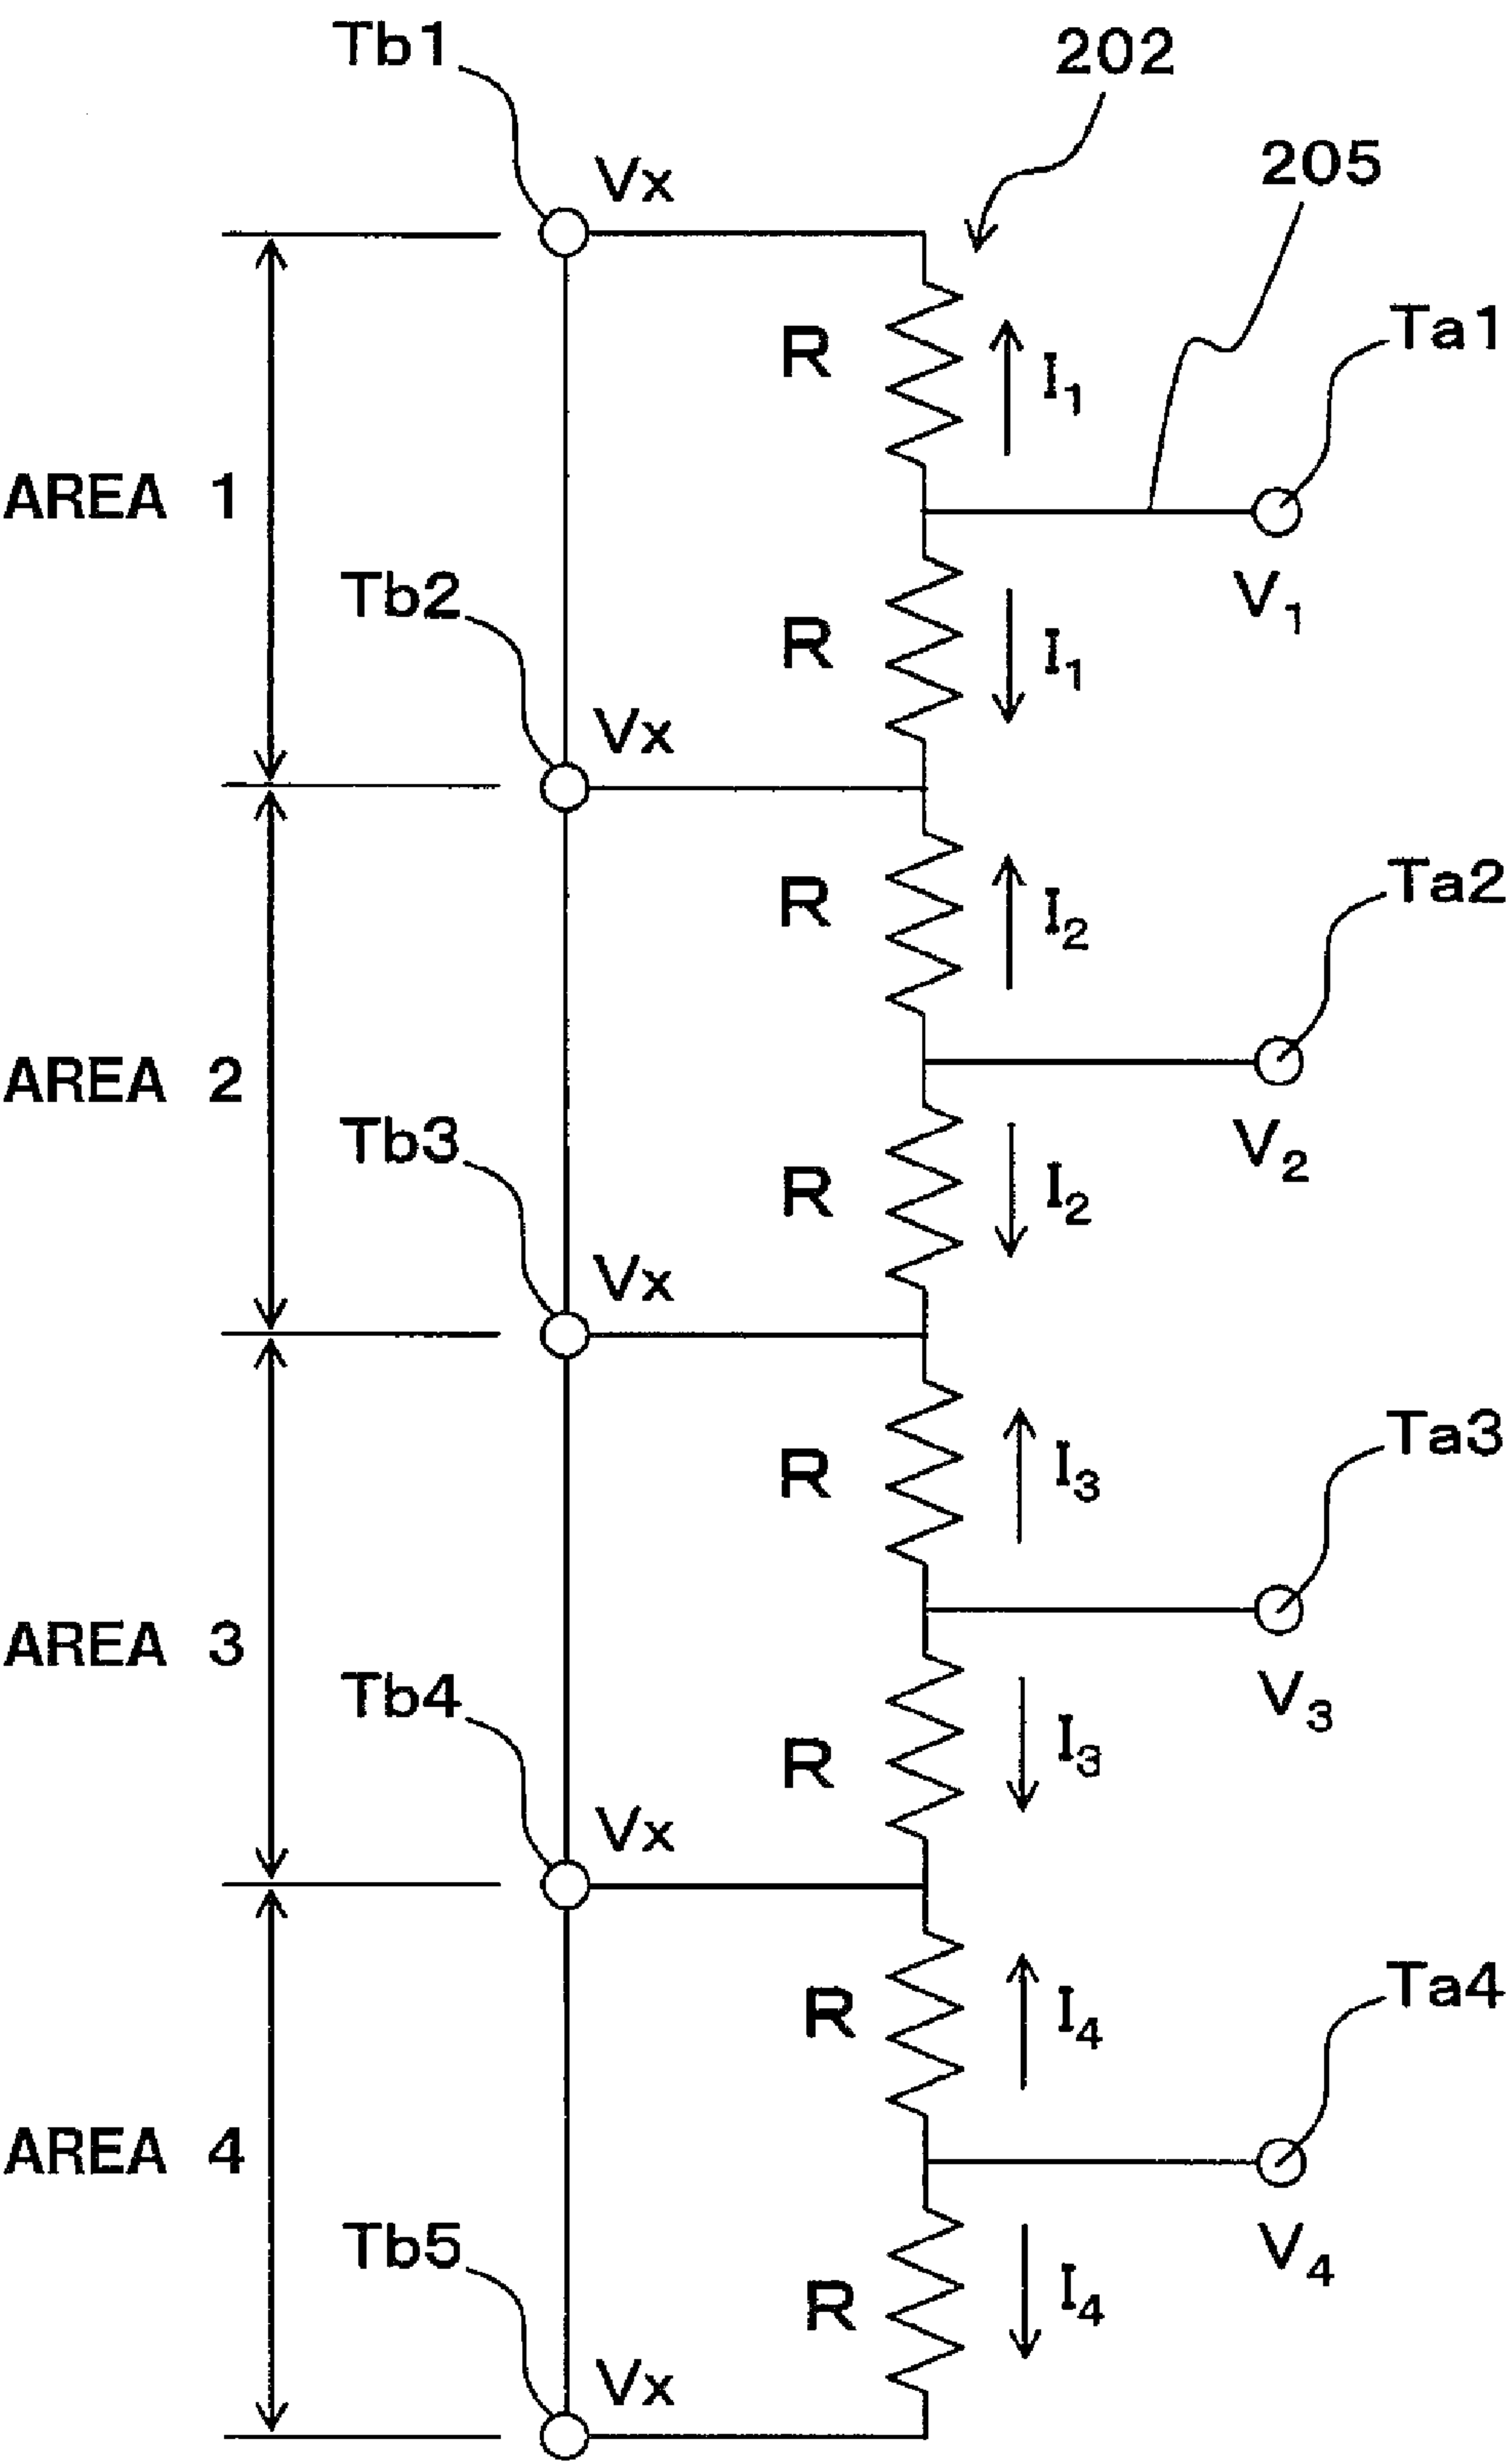 Tb1
202
Vx
205
R
I1
Ta1
AREA 1
V1
Tb2
R
I1
Vx
R
I2
Ta2
AREA 2
V2
Tb3
R
I2
Vx
R
I3
Ta3
AREA 3
V3
Tb4
R
I3
Vx
R
I4
Ta4
AREA 4
V4
Tb5
R
I4
Vx